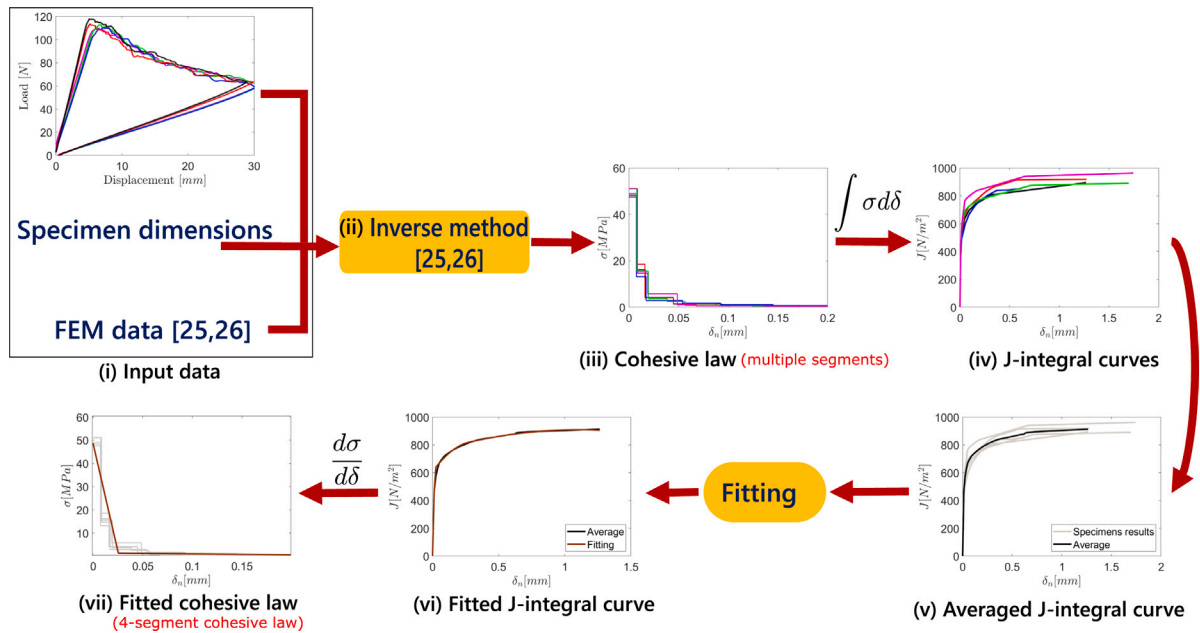 120
100
80
60
40
20
0
Load [N]
0 10 20 30
Displacement [mm]
Specimen dimensions
FEM data [25,26]
(i) Input data
(ii) Inverse method
[25,26]
60
40
20
0
σ[MPa]
0 0.05 0.1 0.15 0.2
δn[mm]
(iii) Cohesive law (multiple segments)
∫ σdδ
1000
800
600
400
200
0
J[N/m²]
0 0.5 1 1.5 2
δn[mm]
(iv) J-integral curves
60
50
40
30
20
10
σ[MPa]
0 0.05 0.1 0.15
δn[mm]
(vii) Fitted cohesive law
(4-segment cohesive law)
dσ
dδ
1000
800
600
400
200
0
J[N/m²]
Average
Fitting
0 0.5 1 1.5
δn[mm]
(vi) Fitted J-integral curve
Fitting
1000
800
600
400
200
0
J[N/m²]
Specimens results
Average
0 0.5 1 1.5 2
δn[mm]
(v) Averaged J-integral curve